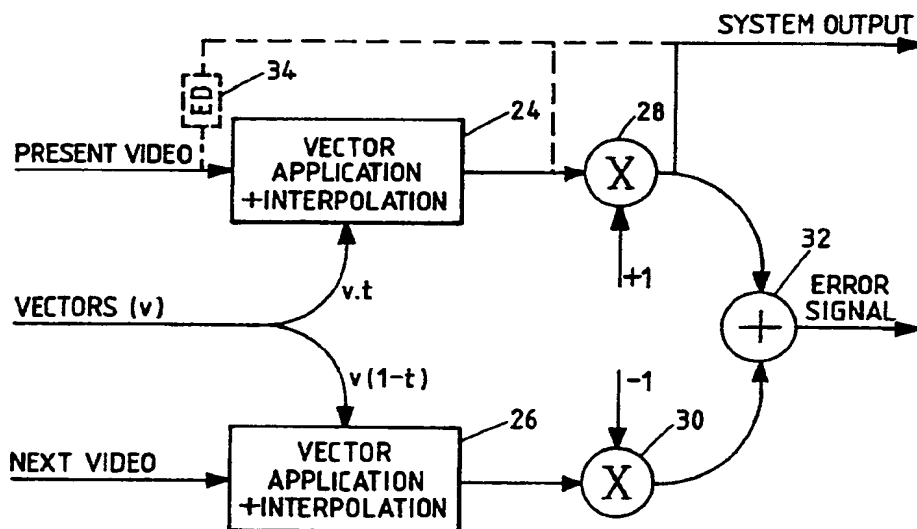 SYSTEM OUTPUT
34
ED
24
28
PRESENT VIDEO
VECTOR
APPLICATION
+INTERPOLATION
X
+1
32
v.t
VECTORS (v)
+
ERROR
SIGNAL
v(1-t)
-1
26
30
NEXT VIDEO
VECTOR
APPLICATION
+INTERPOLATION
X